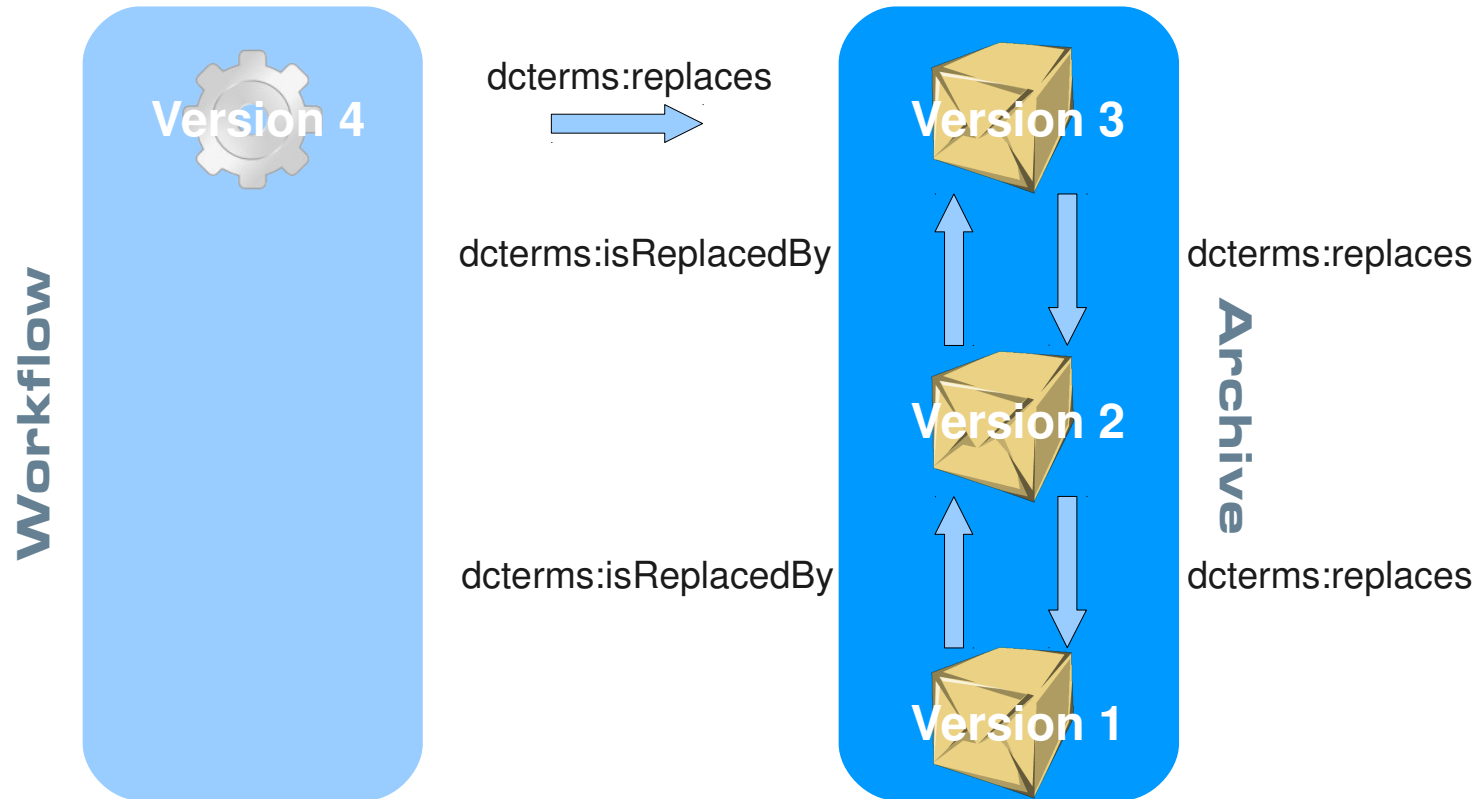 Version 4
dcterms:replaces
Version 3
dcterms:isReplacedBy
dcterms:replaces
Workflow
Archive
Version 2
dcterms:isReplacedBy
dcterms:replaces
Version 1